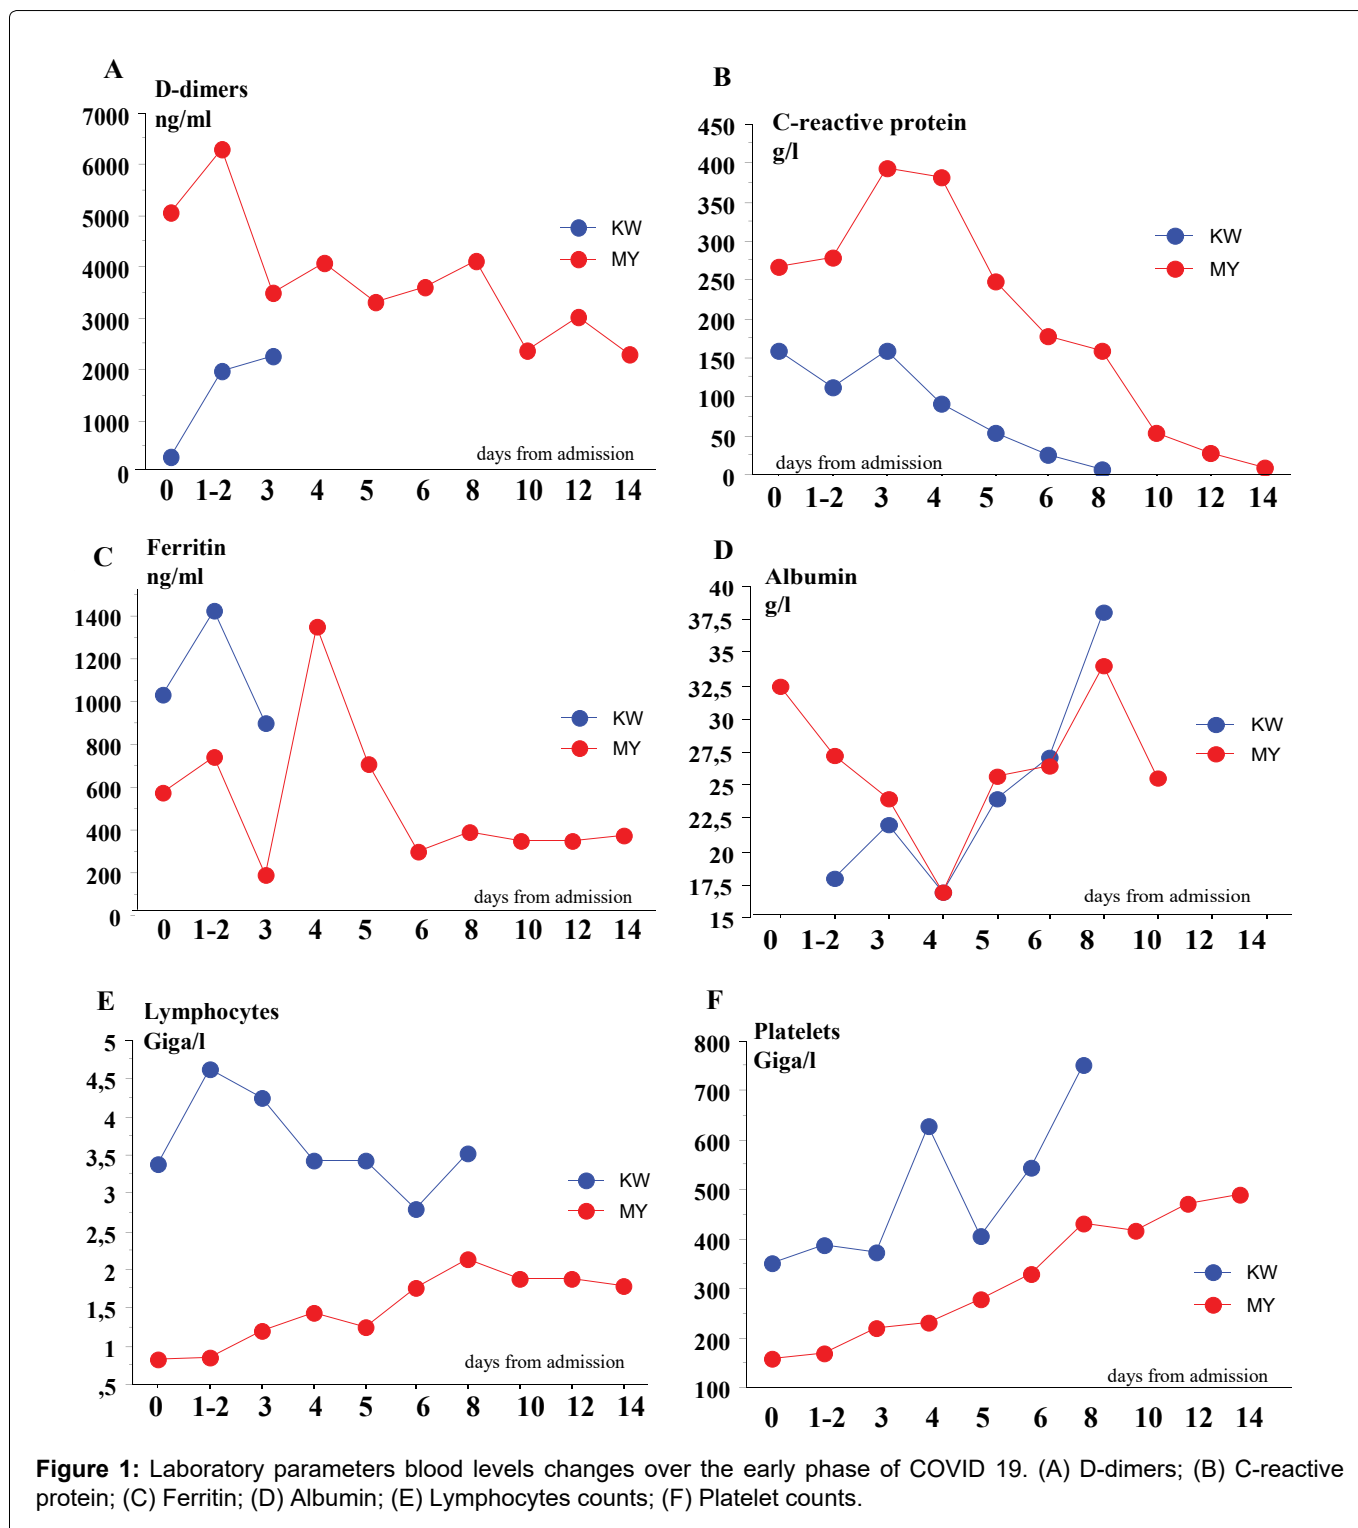 A
D-dimers
ng/ml
7000
6000
5000
4000
3000
2000
1000
0
KW
MY
days from admission
0 1-2 3 4 5 6 8 10 12 14
B
C-reactive protein
g/l
450
400
350
300
250
200
150
100
50
0
KW
MY
days from admission
0 1-2 3 4 5 6 8 10 12 14
C
Ferritin
ng/ml
1400
1200
1000
800
600
400
200
0
KW
MY
days from admission
0 1-2 3 4 5 6 8 10 12 14
D
Albumin
g/l
40
37,5
35
32,5
30
27,5
25
22,5
20
17,5
15
KW
MY
days from admission
0 1-2 3 4 5 6 8 10 12 14
E
Lymphocytes
Giga/l
5
4,5
4
3,5
3
2,5
2
1,5
1
,5
KW
MY
days from admission
0 1-2 3 4 5 6 8 10 12 14
F
Platelets
Giga/l
800
700
600
500
400
300
200
100
KW
MY
days from admission
0 1-2 3 4 5 6 8 10 12 14
Figure 1: Laboratory parameters blood levels changes over the early phase of COVID 19. (A) D-dimers; (B) C-reactive
protein; (C) Ferritin; (D) Albumin; (E) Lymphocytes counts; (F) Platelet counts.